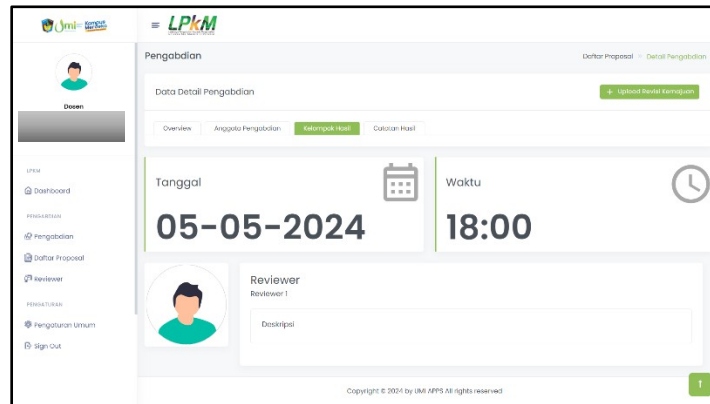 Umi
LPkM
Dosen
LPKM
Dashboard
PENGABDIAN
Pengabdian
Daftar Proposal
Reviewer
PENGATURAN
Pengaturan Umum
Sign Out
Pengabdian
Daftar Proposal
Detail Pengabdian
Data Detail Pengabdian
+ Upload Revisi Kemajuan
Overview
Anggota Pengabdian
Kelompok Hasil
Catatan Hasil
Tanggal
05-05-2024
Waktu
18:00
Reviewer
Reviewer 1
Deskripsi
Copyright © 2024 by UMI APPS All rights reserved